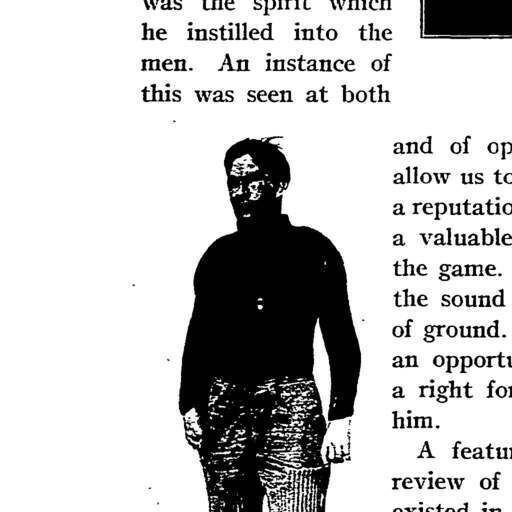 was the spirit which
he instilled into the
men. An instance of
this was seen at both
and of op
allow us to
a reputatio
a valuable
the game.
the sound
of ground.
an opportu
a right for
him.
A featur
review of
existed in